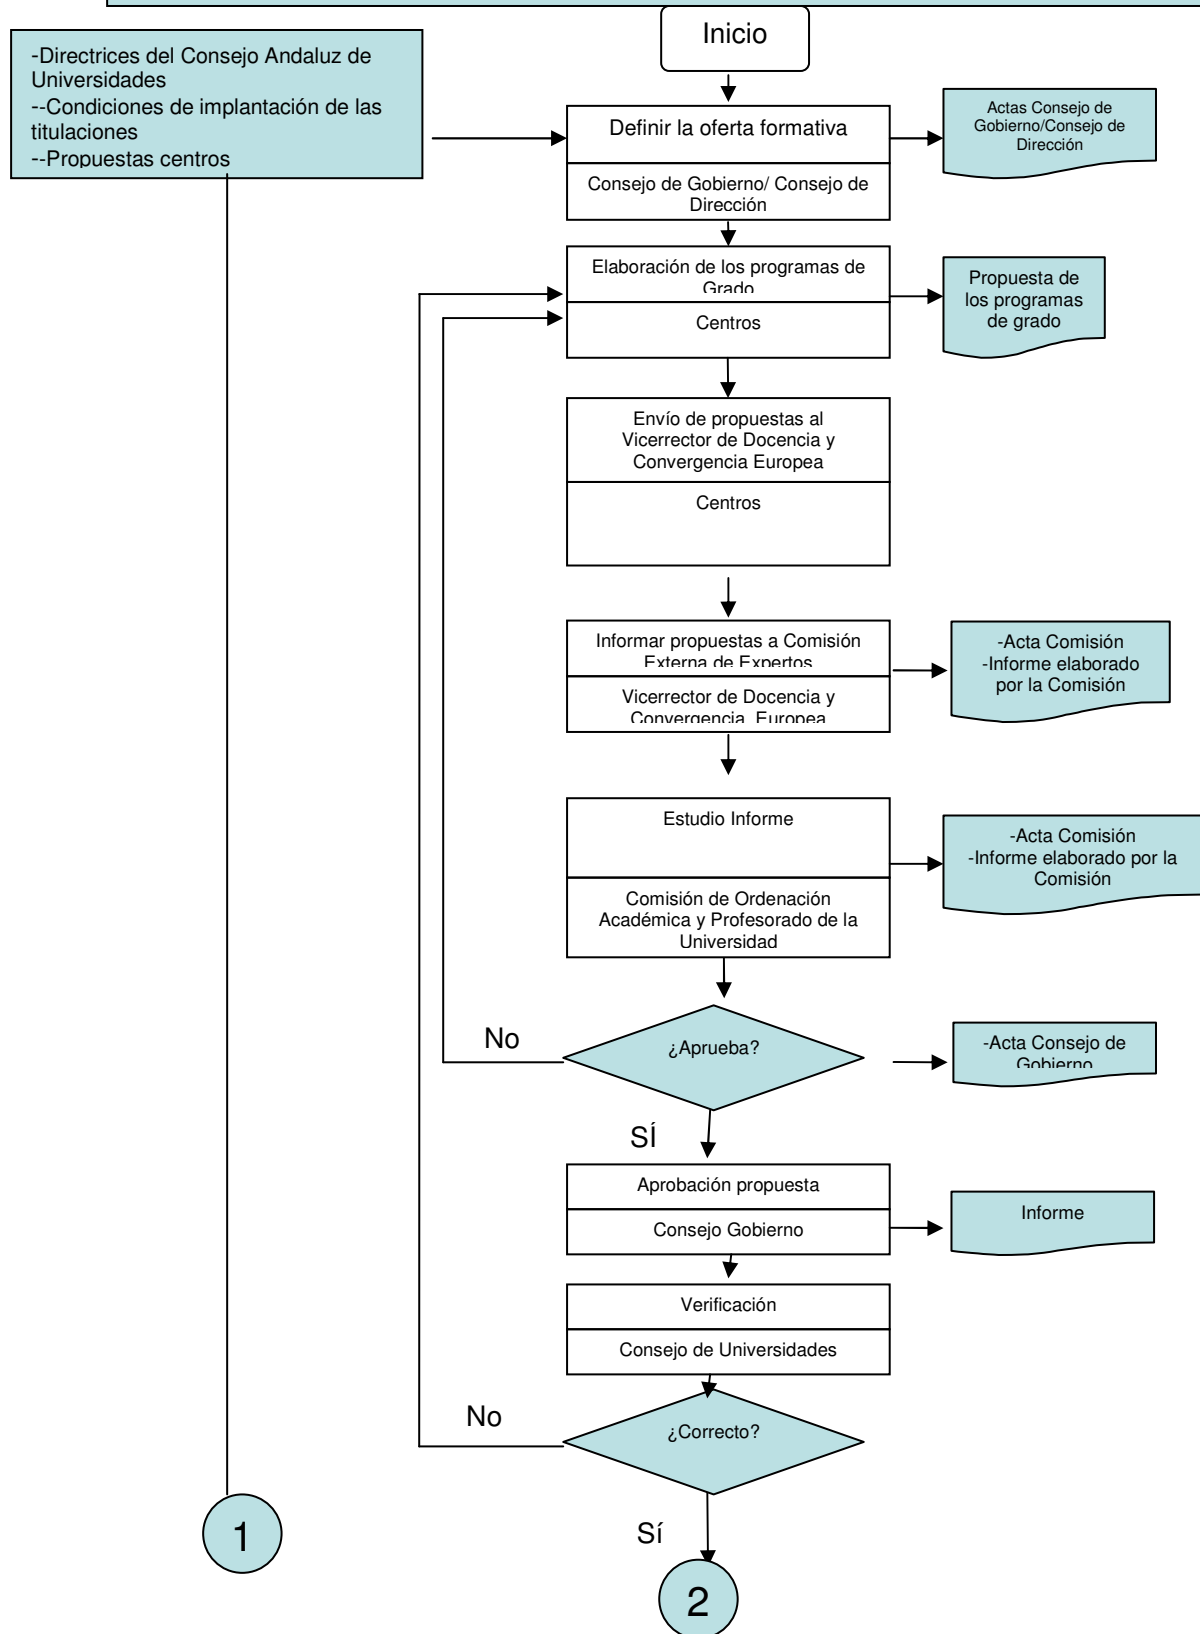 Inicio
-Directrices del Consejo Andaluz de
Universidades
--Condiciones de implantación de las
titulaciones
--Propuestas centros
Definir la oferta formativa
Consejo de Gobierno/ Consejo de
Dirección
Actas Consejo de
Gobierno/Consejo de
Dirección
Elaboración de los programas de
Grado
Centros
Propuesta de
los programas
de grado
Envío de propuestas al
Vicerrector de Docencia y
Convergencia Europea
Centros
Informar propuestas a Comisión
Externa de Expertos
Vicerrector de Docencia y
Convergencia Europea
-Acta Comisión
-Informe elaborado
por la Comisión
Estudio Informe
Comisión de Ordenación
Académica y Profesorado de la
Universidad
-Acta Comisión
-Informe elaborado por la
Comisión
No
¿Aprueba?
-Acta Consejo de
Gobierno
SÍ
Aprobación propuesta
Consejo Gobierno
Informe
Verificación
Consejo de Universidades
No
¿Correcto?
Sí
1
2